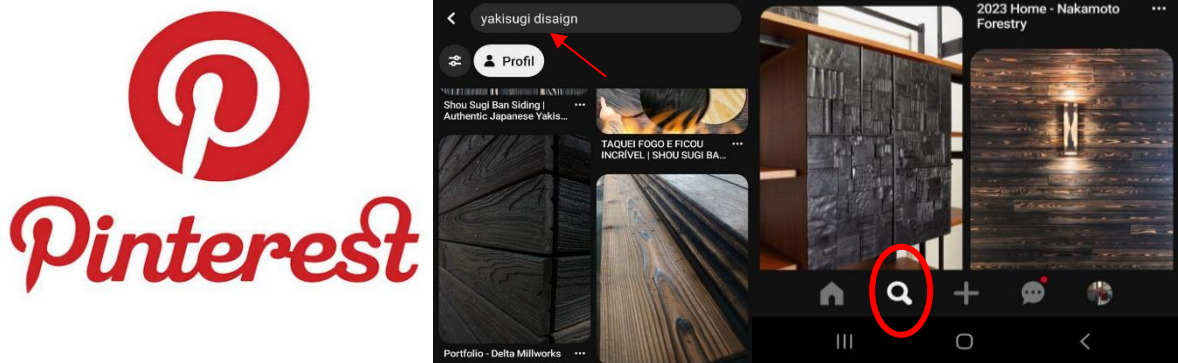 Pinterest
yakisugi disaign
Profil
Shou Sugi Ban Siding |
Authentic Japanese Yakis...
TAQUEI FOGO E FICOU
INCRÍVEL | SHOU SUGI BA...
Portfolio - Delta Millworks
2023 Home - Nakamoto
Forestry